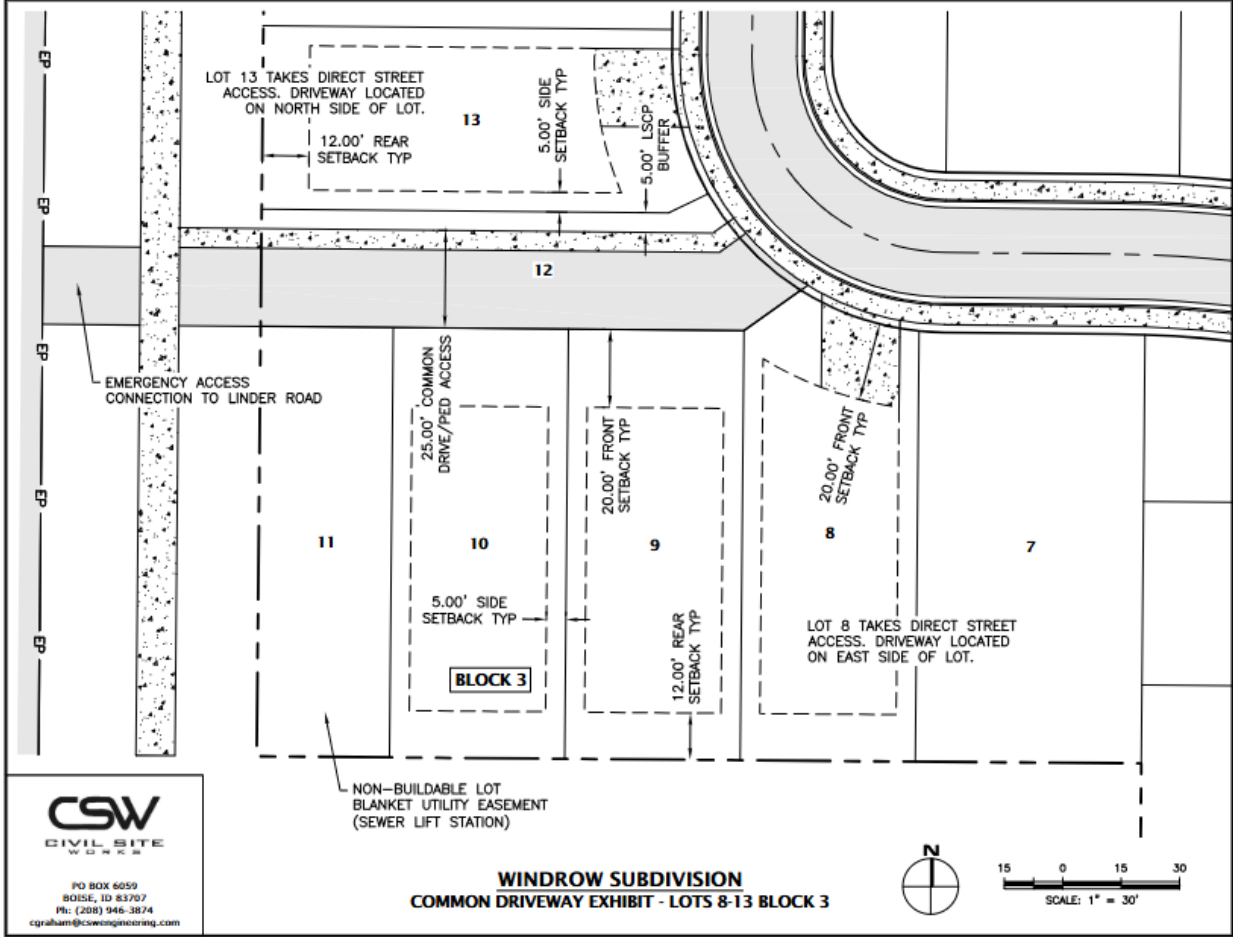 EP
EP
EP
EP
EP
LOT 13 TAKES DIRECT STREET
ACCESS. DRIVEWAY LOCATED
ON NORTH SIDE OF LOT.
13
12.00' REAR
SETBACK TYP
5.00' SIDE
SETBACK TYP
5.00' LSCP
BUFFER
12
EMERGENCY ACCESS
CONNECTION TO LINDER ROAD
25.00' COMMON
DRIVE/PED ACCESS
20.00' FRONT
SETBACK TYP
20.00' FRONT
SETBACK TYP
11
10
9
8
7
5.00' SIDE
SETBACK TYP
12.00' REAR
SETBACK TYP
LOT 8 TAKES DIRECT STREET
ACCESS. DRIVEWAY LOCATED
ON EAST SIDE OF LOT.
BLOCK 3
NON-BUILDABLE LOT
BLANKET UTILITY EASEMENT
(SEWER LIFT STATION)
CSW
CIVIL SITE
WORKS
PO BOX 6059
BOISE, ID 83707
Ph: (208) 946-3874
cgraham@cswengineering.com
WINDROW SUBDIVISION
COMMON DRIVEWAY EXHIBIT - LOTS 8-13 BLOCK 3
N
15 0 15 30
SCALE: 1" = 30'